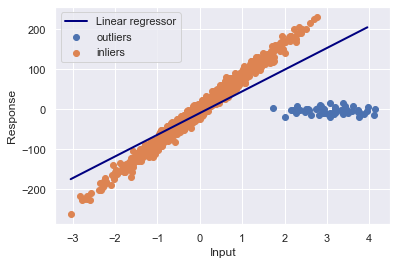 Linear regressor
outliers
inliers
200
100
0
−100
−200
Response
−3 −2 −1 0 1 2 3 4
Input